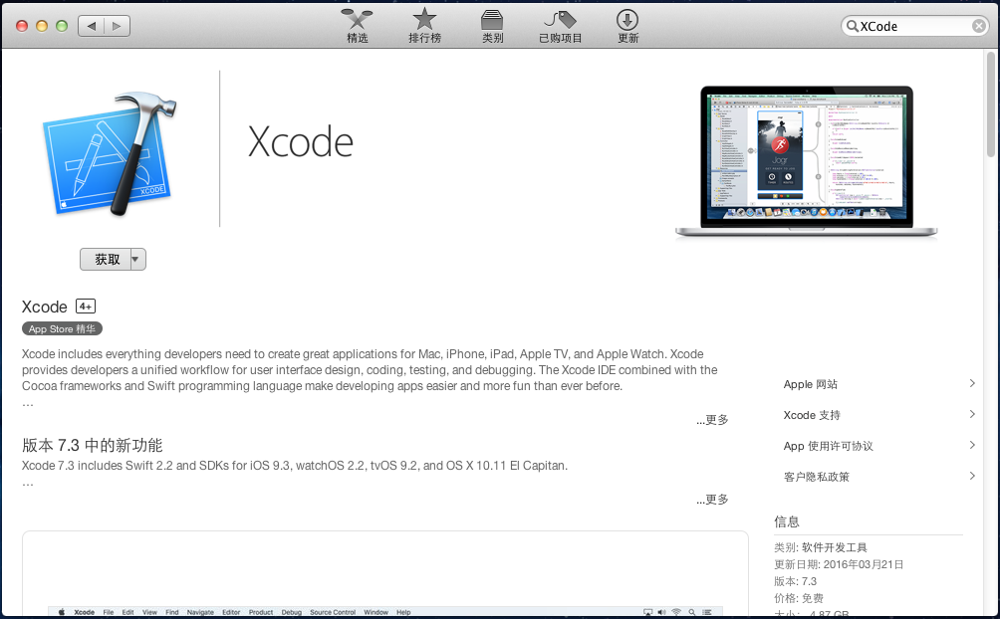 精选
排行榜
类别
已购项目
更新
XCode
XCODE
Xcode
Jogr
获取
Xcode 4+
App Store 精华
Xcode includes everything developers need to create great applications for Mac, iPhone, iPad, Apple TV, and Apple Watch. Xcode
provides developers a unified workflow for user interface design, coding, testing, and debugging. The Xcode IDE combined with the
Cocoa frameworks and Swift programming language make developing apps easier and more fun than ever before.
...
...更多
版本 7.3 中的新功能
Xcode 7.3 includes Swift 2.2 and SDKs for iOS 9.3, watchOS 2.2, tvOS 9.2, and OS X 10.11 El Capitan.
...
...更多
Apple 网站
Xcode 支持
App 使用许可协议
客户隐私政策
信息
类别: 软件开发工具
更新日期: 2016年03月21日
版本: 7.3
价格: 免费
大小: 4.87 GB
Xcode File Edit View Find Navigate Editor Product Debug Source Control Window Help